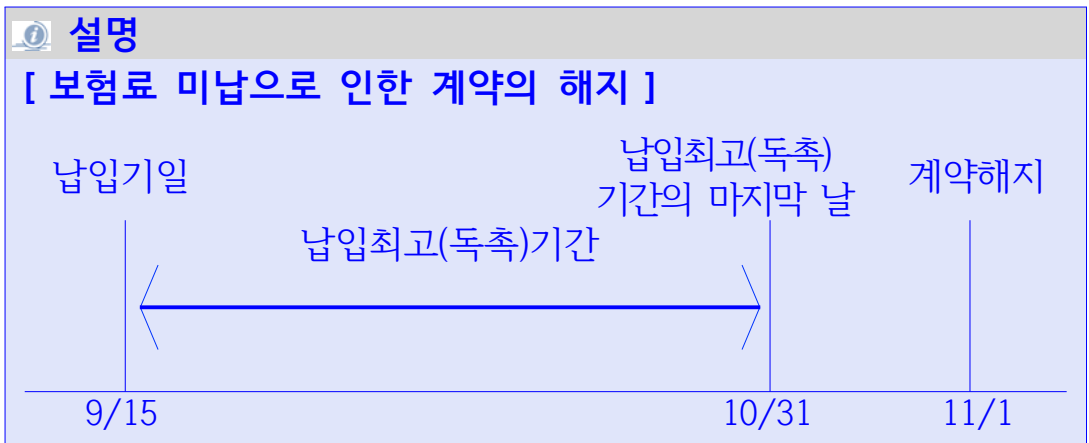 설명
[ 보험료 미납으로 인한 계약의 해지 ]
납입기일
납입최고(독촉)
기간의 마지막 날
계약해지
납입최고(독촉)기간
9/15
10/31
11/1